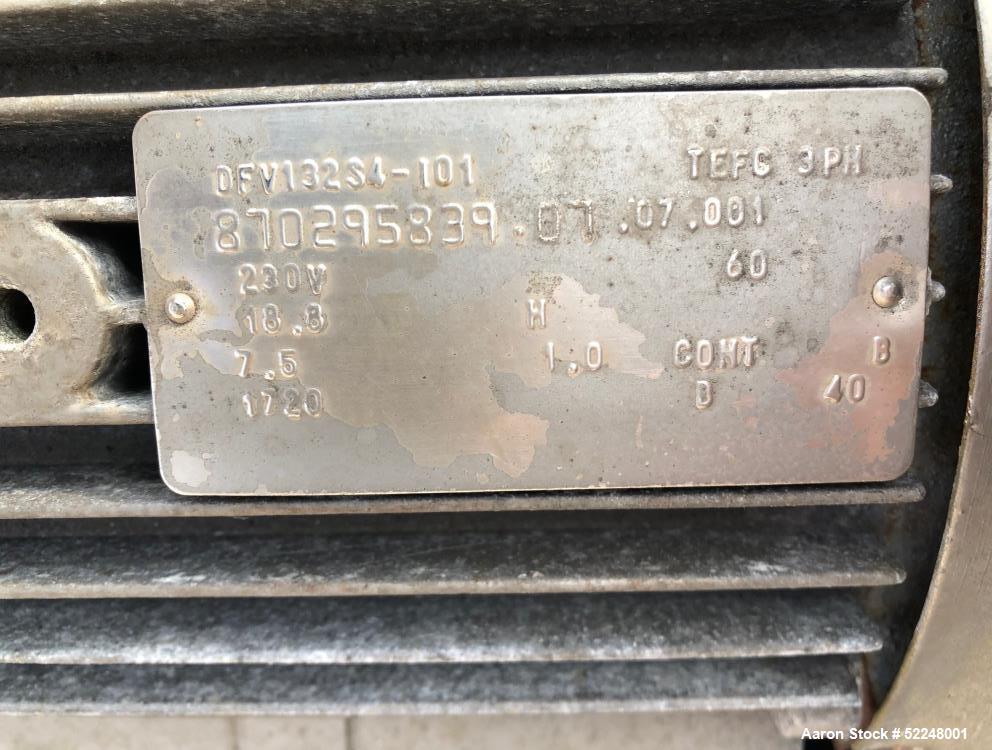 DFV132S4-101 TEFC 3PH
870295839.07.07.001
230V 60
18.8 H
7.5 1.0 CONT B
1720 B 40
Aaron Stock # 52248001